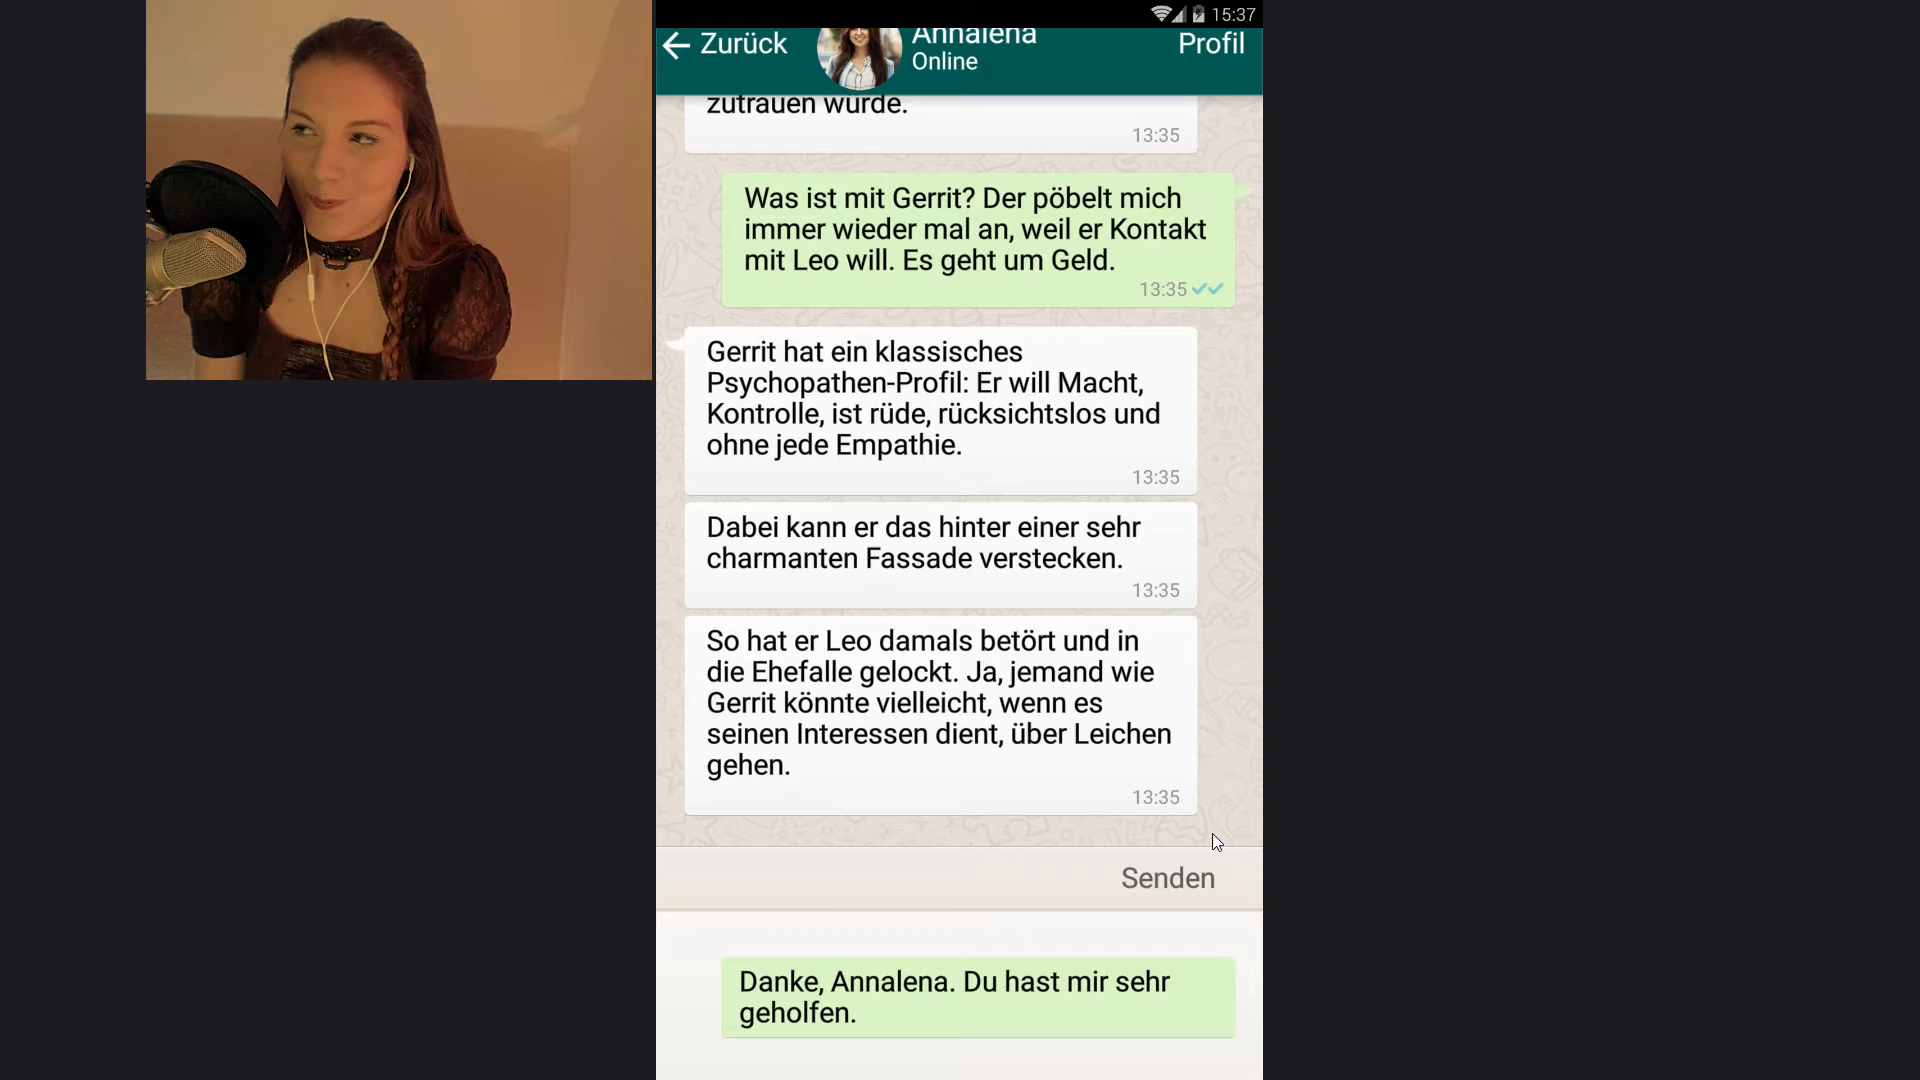 15:37
Zurück
Annalena
Profil
Online
zutrauen würde.
13:35
Was ist mit Gerrit? Der pöbelt mich
immer wieder mal an, weil er Kontakt
mit Leo will. Es geht um Geld.
13:35
Gerrit hat ein klassisches
Psychopathen-Profil: Er will Macht,
Kontrolle, ist rüde, rücksichtslos und
ohne jede Empathie.
13:35
Dabei kann er das hinter einer sehr
charmanten Fassade verstecken.
13:35
So hat er Leo damals betört und in
die Ehefalle gelockt. Ja, jemand wie
Gerrit könnte vielleicht, wenn es
seinen Interessen dient, über Leichen
gehen.
13:35
Senden
Danke, Annalena. Du hast mir sehr
geholfen.